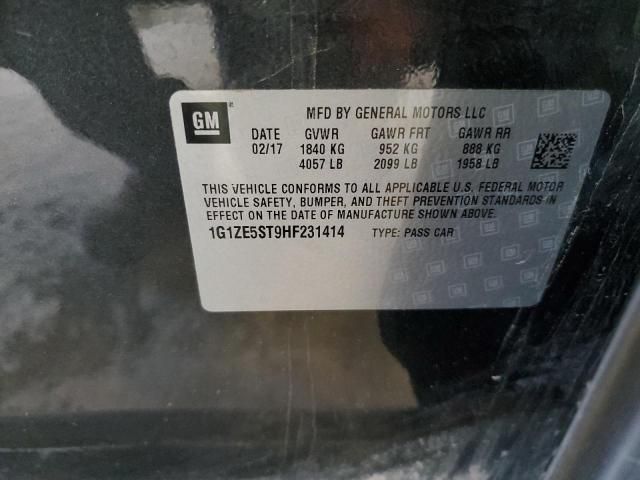 GM
MFD BY GENERAL MOTORS LLC
DATE GVWR GAWR FRT GAWR RR
02/17 1840 KG 952 KG 888 KG
4057 LB 2099 LB 1958 LB
THIS VEHICLE CONFORMS TO ALL APPLICABLE U.S. FEDERAL MOTOR
VEHICLE SAFETY, BUMPER, AND THEFT PREVENTION STANDARDS IN
EFFECT ON THE DATE OF MANUFACTURE SHOWN ABOVE.
1G1ZE5ST9HF231414 TYPE: PASS CAR